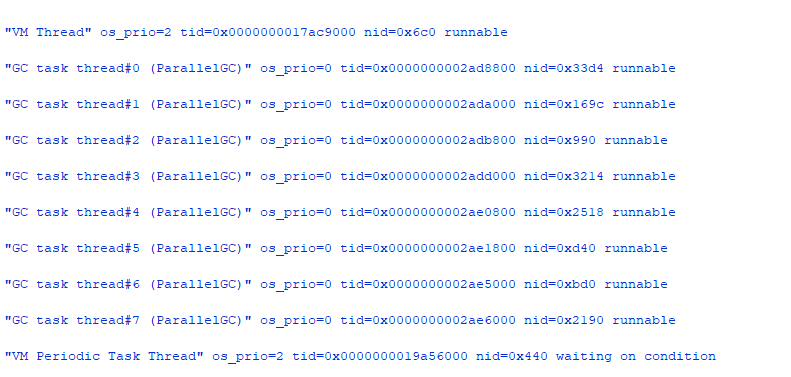 "VM Thread" os_prio=2 tid=0x0000000017ac9000 nid=0x6c0 runnable
"GC task thread#0 (ParallelGC)" os_prio=0 tid=0x0000000002ad8800 nid=0x33d4 runnable
"GC task thread#1 (ParallelGC)" os_prio=0 tid=0x0000000002ada000 nid=0x169c runnable
"GC task thread#2 (ParallelGC)" os_prio=0 tid=0x0000000002adb800 nid=0x990 runnable
"GC task thread#3 (ParallelGC)" os_prio=0 tid=0x0000000002add000 nid=0x3214 runnable
"GC task thread#4 (ParallelGC)" os_prio=0 tid=0x0000000002ae0800 nid=0x2518 runnable
"GC task thread#5 (ParallelGC)" os_prio=0 tid=0x0000000002ae1800 nid=0xd40 runnable
"GC task thread#6 (ParallelGC)" os_prio=0 tid=0x0000000002ae5000 nid=0xbd0 runnable
"GC task thread#7 (ParallelGC)" os_prio=0 tid=0x0000000002ae6000 nid=0x2190 runnable
"VM Periodic Task Thread" os_prio=2 tid=0x0000000019a56000 nid=0x440 waiting on condition